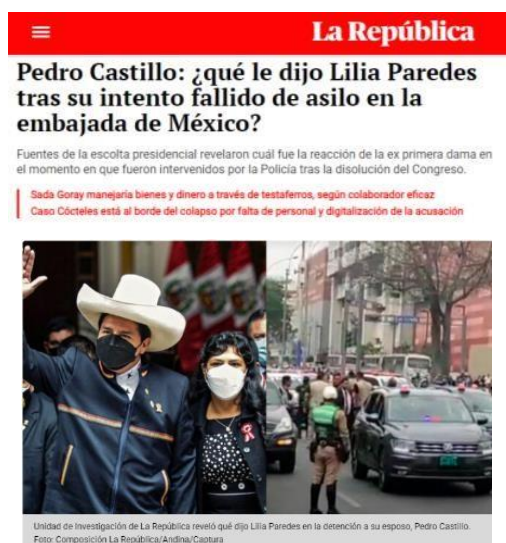 La República
Pedro Castillo: ¿qué le dijo Lilia Paredes
tras su intento fallido de asilo en la
embajada de México?
Fuentes de la escolta presidencial revelaron cuál fue la reacción de la ex primera dama en
el momento en que fueron intervenidos por la Policía tras la disolución del Congreso.
Sada Goray manejaría bienes y dinero a través de testaferros, según colaborador eficaz
Caso Cócteles está al borde del colapso por falta de personal y digitalización de la acusación
Unidad de Investigación de La República reveló qué dijo Lilia Paredes en la detención a su esposo, Pedro Castillo.
Foto: Composición La República/Andina/Captura